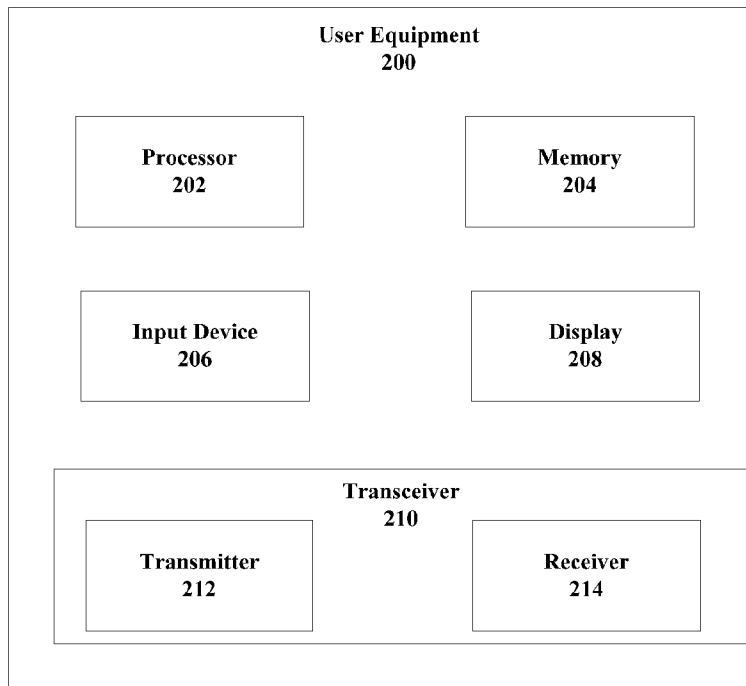 User Equipment
200
Processor
202
Memory
204
Input Device
206
Display
208
Transceiver
210
Transmitter
212
Receiver
214